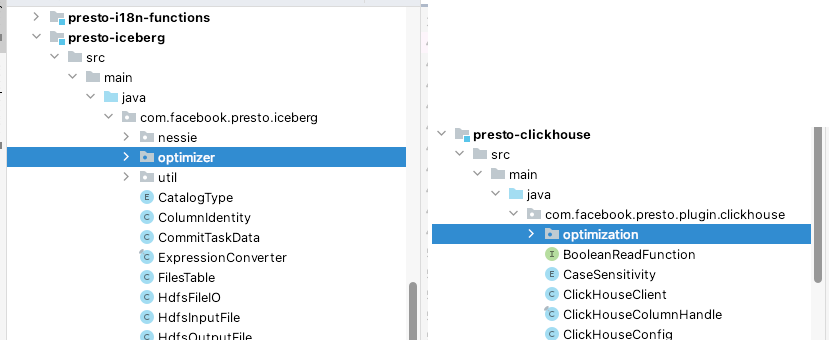 presto-i18n-functions
presto-iceberg
src
main
java
com.facebook.presto.iceberg
nessie
optimizer
util
E CatalogType
C ColumnIdentity
C CommitTaskData
C ExpressionConverter
C FilesTable
C HdfsFileIO
C HdfsInputFile
C HdfsOutputFile
presto-clickhouse
src
main
java
com.facebook.presto.plugin.clickhouse
optimization
I BooleanReadFunction
E CaseSensitivity
C ClickHouseClient
C ClickHouseColumnHandle
C ClickHouseConfig